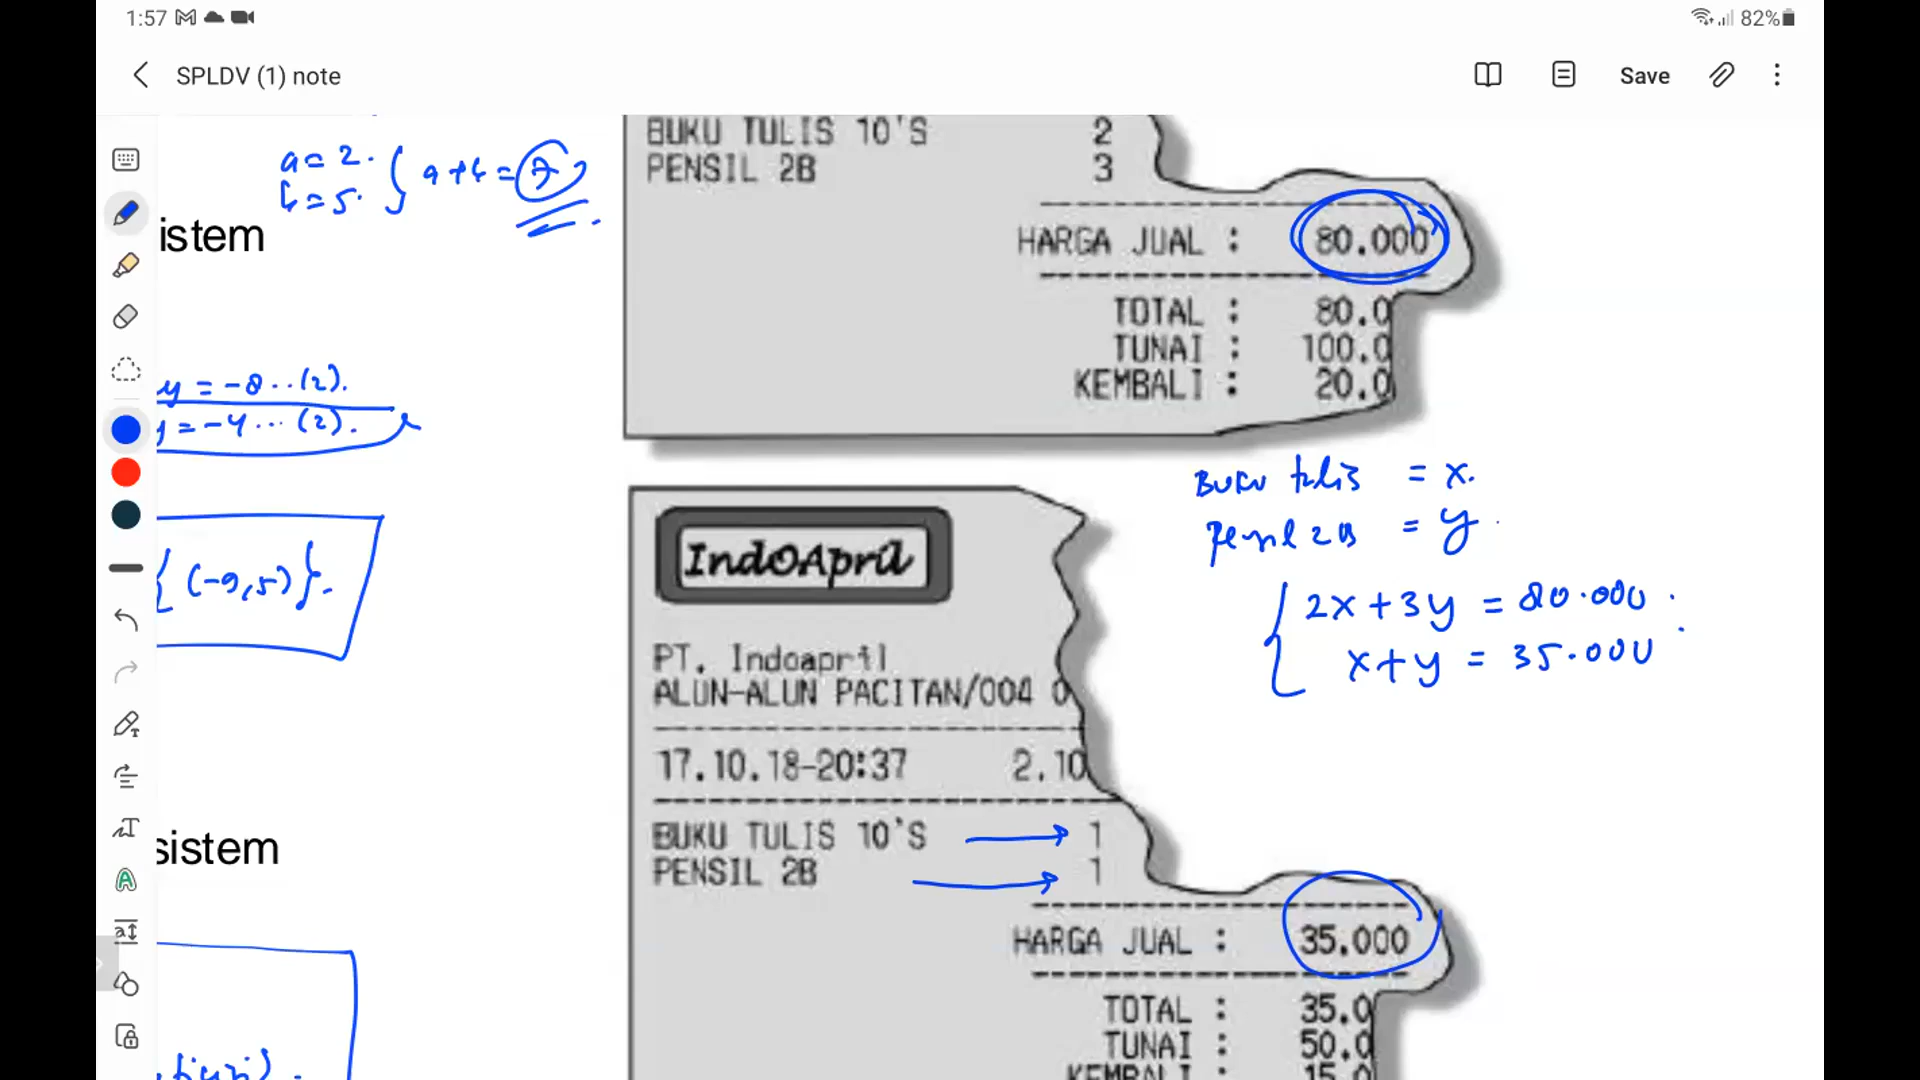 1:57
82%
SPLDV (1) note
Save
a = 2.
b = 5.
a + b = 7
istem
BUKU TULIS 10'S 2
PENSIL 2B 3
HARGA JUAL : 80.000
TOTAL : 80.0
TUNAI : 100.0
KEMBALI : 20.0
y = -8 ..(2).
y = -4 ...(2).
{(-9,5)}.
Buku tulis = x.
Pensil 2B = y
2x + 3y = 80.000
x + y = 35.000
IndOApril
PT. Indoapril
ALUN-ALUN PACITAN/004 0
17.10.18-20:37 2.10
BUKU TULIS 10'S → 1
PENSIL 2B → 1
sistem
HARGA JUAL : 35.000
TOTAL : 35.0
TUNAI : 50.0
KEMBALI : 15.0